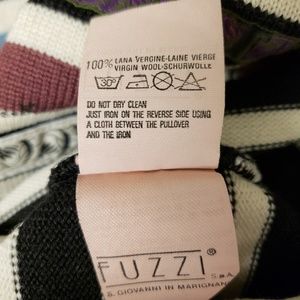 100% LANA VERGINE-LAINE VIERGE
VIRGIN WOOL-SCHURWOLLE
30°
DO NOT DRY CLEAN
JUST IRON ON THE REVERSE SIDE USING
A CLOTH BETWEEN THE PULLOVER
AND THE IRON
FUZZI®
S.p.A.
S. GIOVANNI IN MARIGNANO